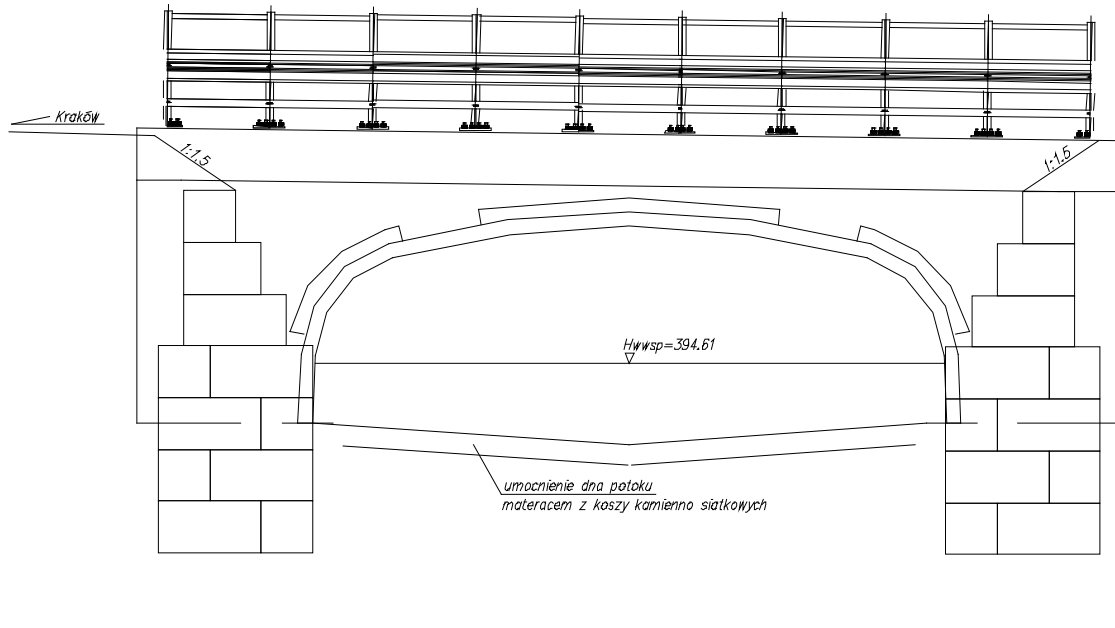 Kraków
1:1.5
1:1.5
Hwwsp=394.61
umocnienie dna potoku
materacem z koszy kamienno siatkowych